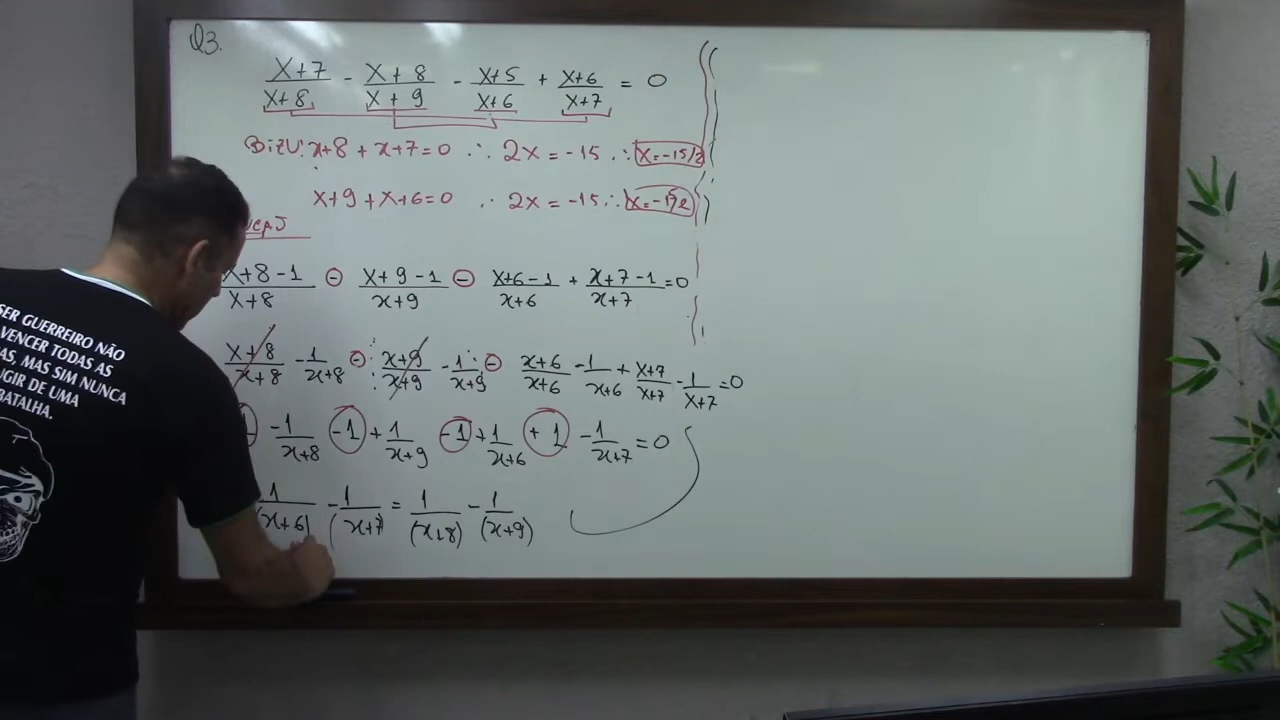 Q3.
x+7/x+8 - x+8/x+9 - x+5/x+6 + x+6/x+7 = 0
BIZU: x+8 + x+7 = 0 ∴ 2x = -15 ∴ x = -15/2
x+9 + x+6 = 0 ∴ 2x = -15 ∴ x = -15/2
x+8-1/x+8 - x+9-1/x+9 - x+6-1/x+6 + x+7-1/x+7 = 0
x+8/x+8 - 1/x+8 - x+9/x+9 - 1/x+9 - x+6/x+6 - 1/x+6 + x+7/x+7 - 1/x+7 = 0
-1/x+8 -1 +1/x+9 -1 +1/x+6 +1 -1/x+7 = 0
1/(x+6) - 1/(x+7) = 1/(x+8) - 1/(x+9)
SER GUERREIRO NÃO
VENCER TODAS AS
AS, MAS SIM NUNCA
GIR DE UMA
BATALHA.